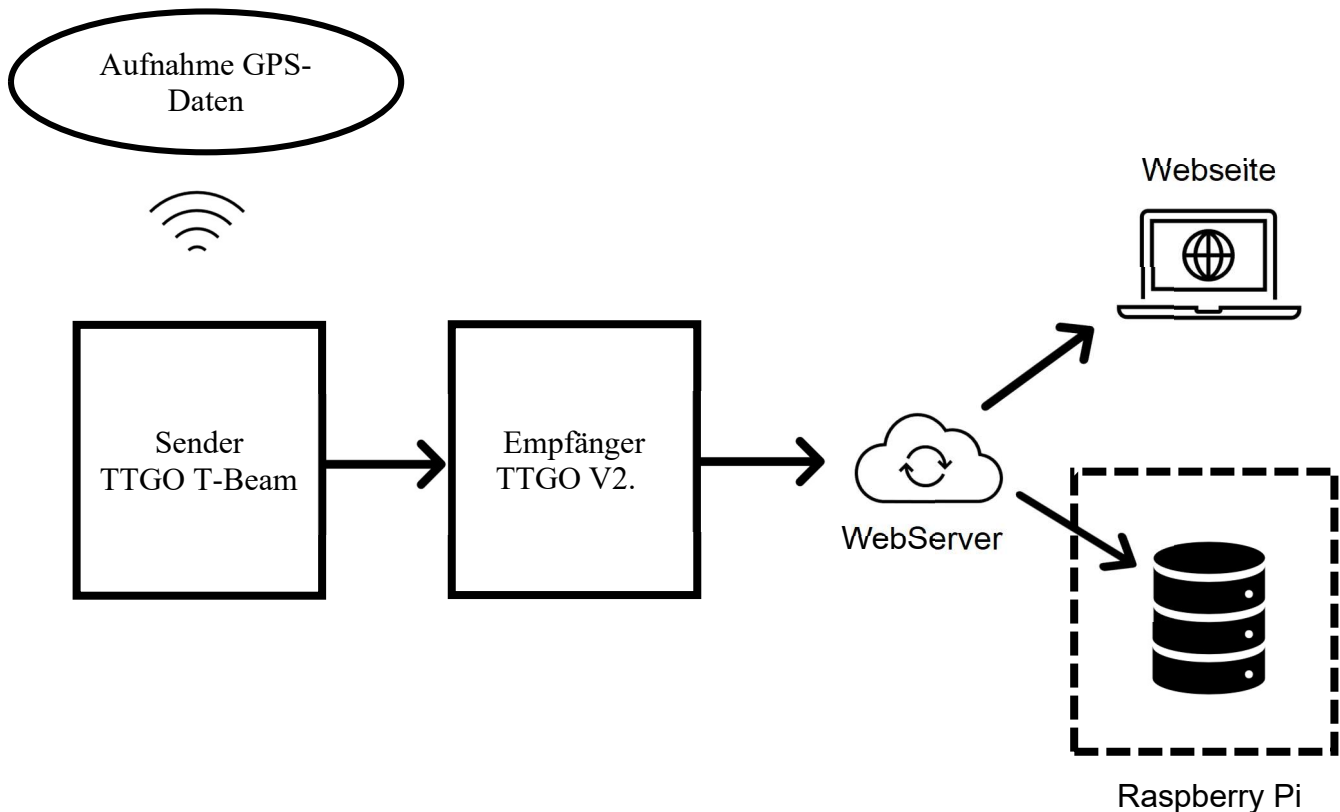 Aufnahme GPS-
Daten
Webseite
Sender
TTGO T-Beam
Empfänger
TTGO V2.
WebServer
Raspberry Pi